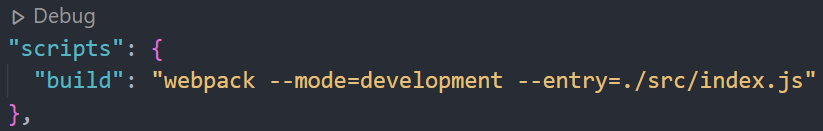 Debug
"scripts": {
"build": "webpack --mode=development --entry=./src/index.js"
},